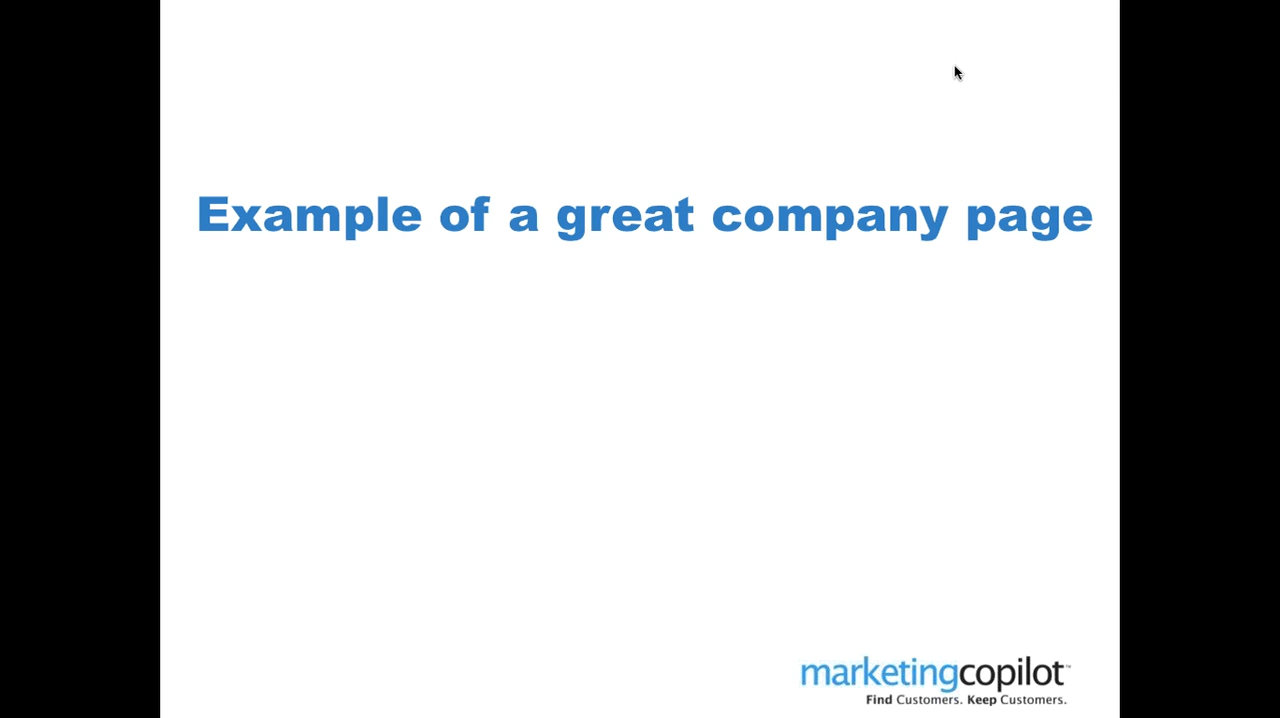 Example of a great company page
marketingcopilot™
Find Customers. Keep Customers.